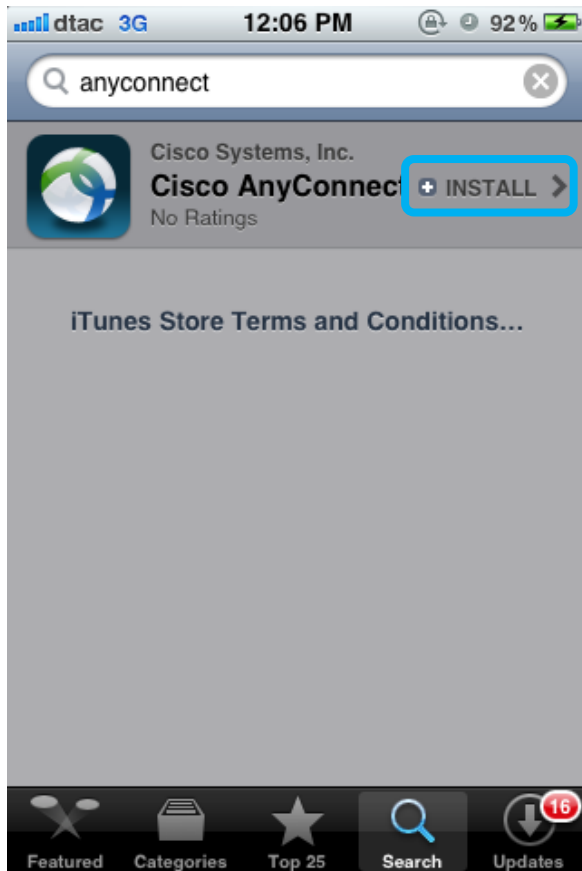 dtac 3G 12:06 PM 92%
anyconnect
Cisco Systems, Inc.
Cisco AnyConnect INSTALL
No Ratings
iTunes Store Terms and Conditions...
16
Featured Categories Top 25 Search Updates